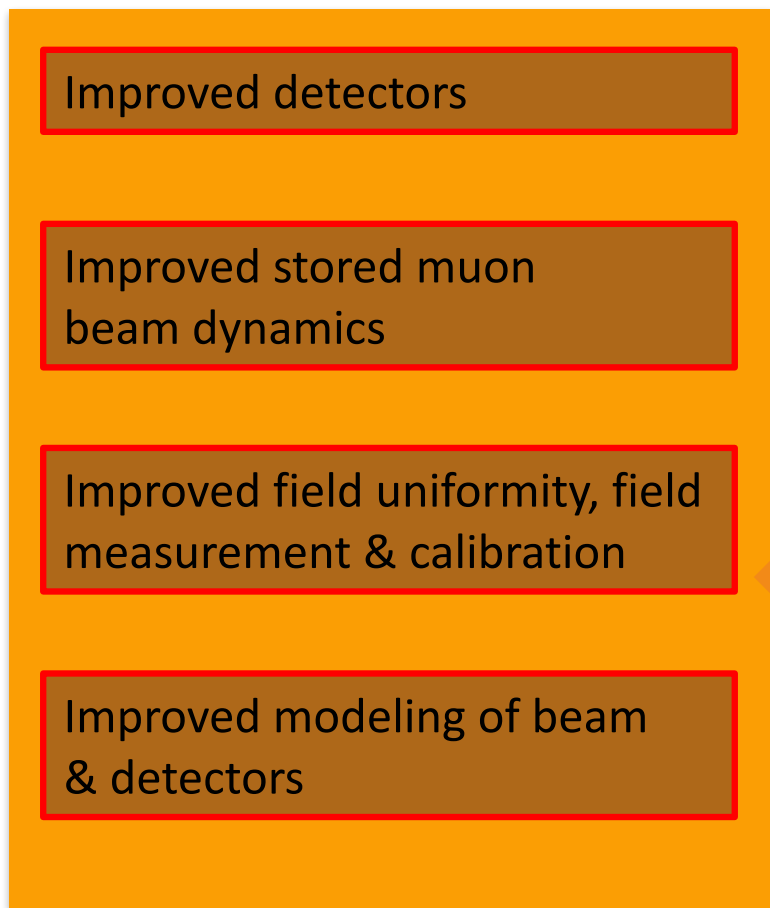 Improved detectors
Improved stored muon
beam dynamics
Improved field uniformity, field
measurement & calibration
Improved modeling of beam
& detectors